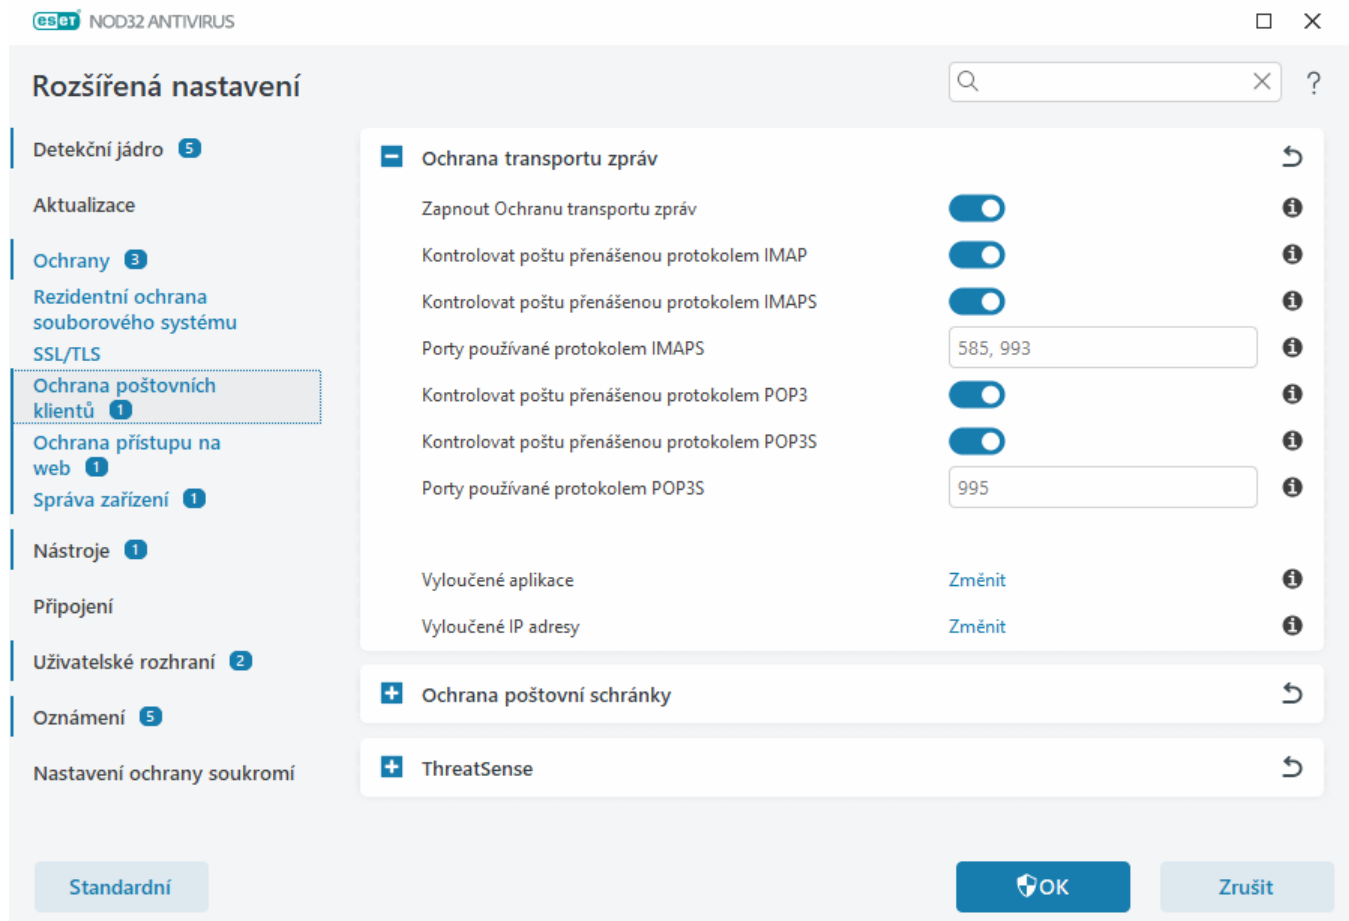 eset NOD32 ANTIVIRUS
Rozšířená nastavení
?
Detekční jádro 5
Aktualizace
Ochrany 3
Rezidentní ochrana
souborového systému
SSL/TLS
Ochrana poštovních
klientů 1
Ochrana přístupu na
web 1
Správa zařízení 1
Nástroje 1
Připojení
Uživatelské rozhraní 2
Oznámení 5
Nastavení ochrany soukromí
Ochrana transportu zpráv
Zapnout Ochranu transportu zpráv
Kontrolovat poštu přenášenou protokolem IMAP
Kontrolovat poštu přenášenou protokolem IMAPS
Porty používané protokolem IMAPS 585, 993
Kontrolovat poštu přenášenou protokolem POP3
Kontrolovat poštu přenášenou protokolem POP3S
Porty používané protokolem POP3S 995
Vyloučené aplikace Změnit
Vyloučené IP adresy Změnit
Ochrana poštovní schránky
ThreatSense
Standardní
OK
Zrušit